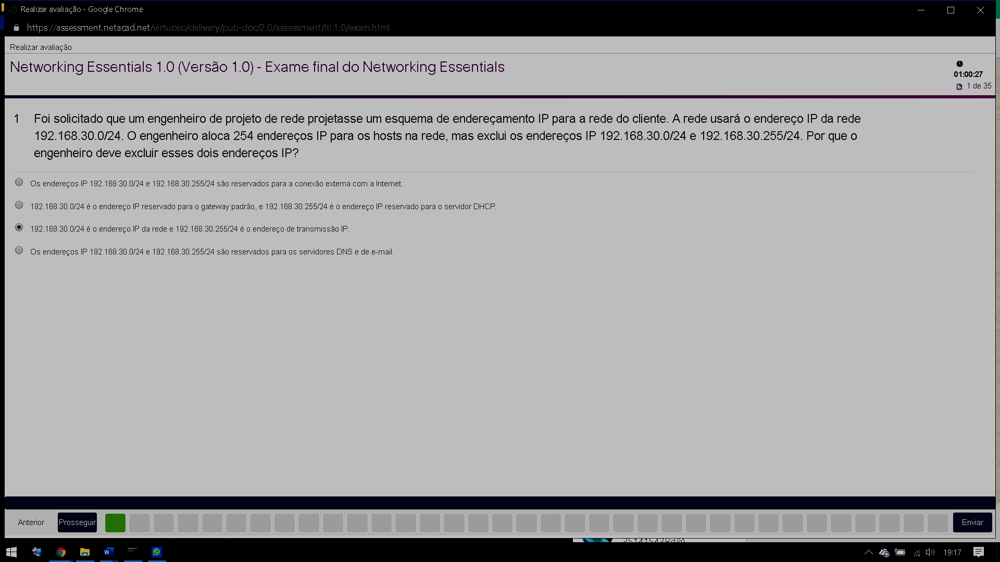 Realizar avaliação - Google Chrome
https://assessment.netacad.net/virtuoso/delivery/pub-doc/2.0/assessment/lti.1.0/exam.html
Realizar avaliação
Networking Essentials 1.0 (Versão 1.0) - Exame final do Networking Essentials
01:00:27
1 de 35
1 Foi solicitado que um engenheiro de projeto de rede projetasse um esquema de endereçamento IP para a rede do cliente. A rede usará o endereço IP da rede
192.168.30.0/24. O engenheiro aloca 254 endereços IP para os hosts na rede, mas exclui os endereços IP 192.168.30.0/24 e 192.168.30.255/24. Por que o
engenheiro deve excluir esses dois endereços IP?
Os endereços IP 192.168.30.0/24 e 192.168.30.255/24 são reservados para a conexão externa com a Internet.
192.168.30.0/24 é o endereço IP reservado para o gateway padrão, e 192.168.30.255/24 é o endereço IP reservado para o servidor DHCP.
192.168.30.0/24 é o endereço IP da rede e 192.168.30.255/24 é o endereço de transmissão IP.
Os endereços IP 192.168.30.0/24 e 192.168.30.255/24 são reservados para os servidores DNS e de e-mail.
Anterior Prosseguir Enviar
19:17